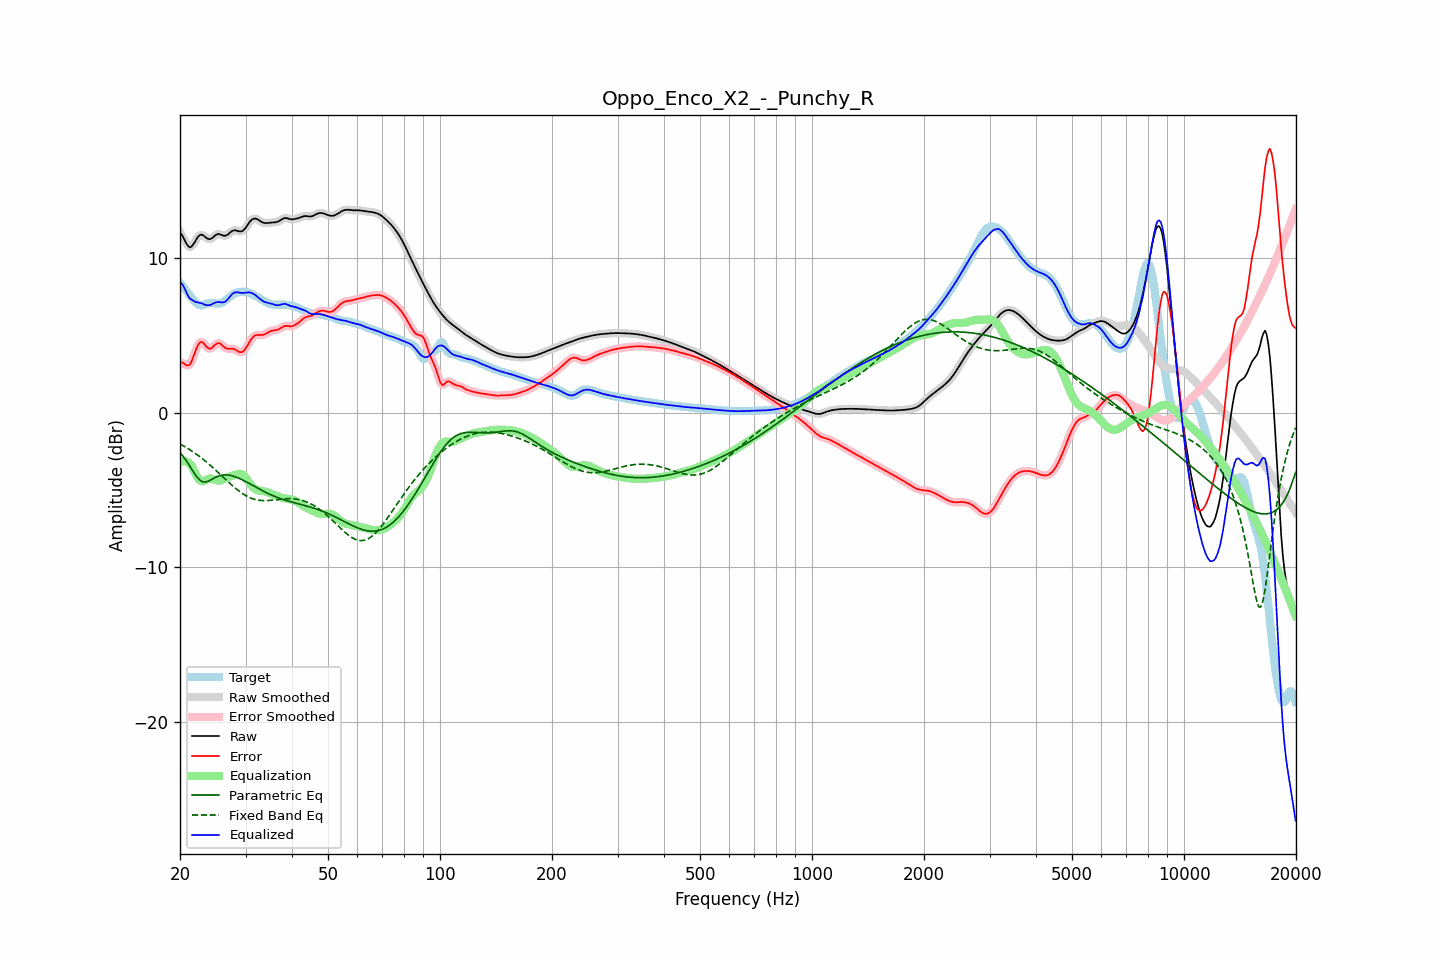 Oppo_Enco_X2_-_Punchy_R
Amplitude (dBr)
10
0
−10
−20
Target
Raw Smoothed
Error Smoothed
Raw
Error
Equalization
Parametric Eq
Fixed Band Eq
Equalized
20 50 100 200 500 1000 2000 5000 10000 20000
Frequency (Hz)